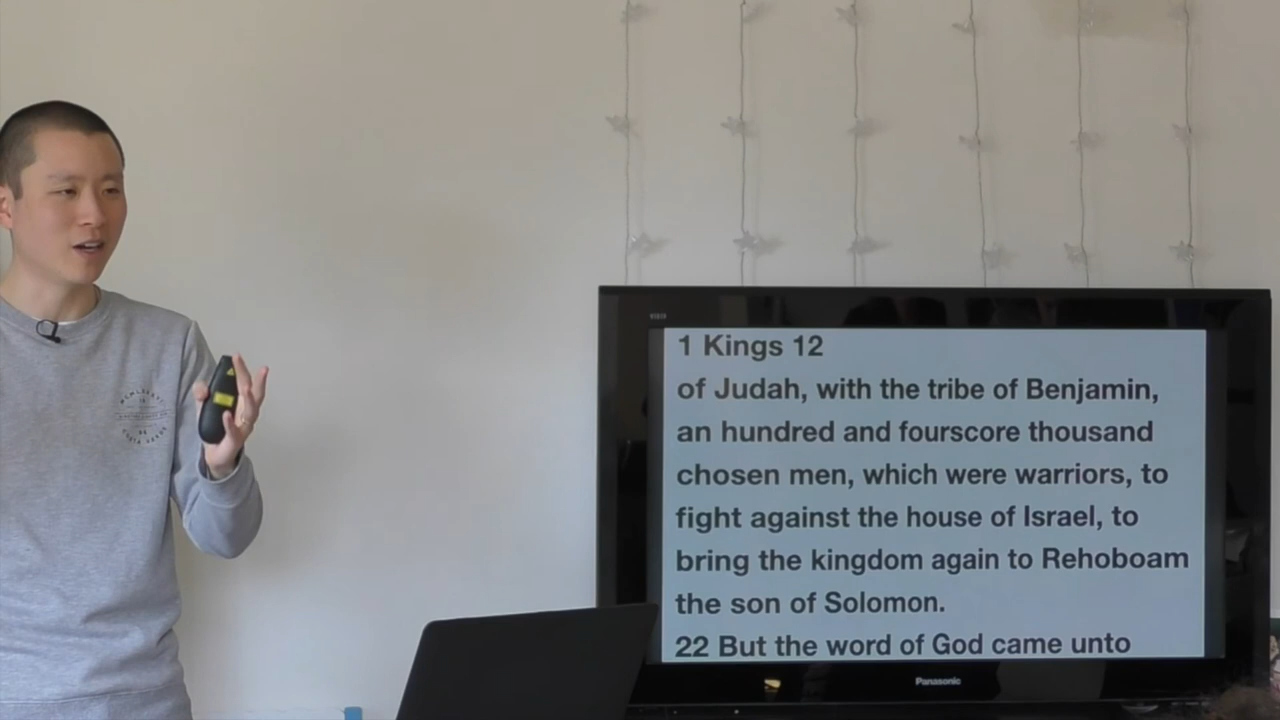 VIERA
1 Kings 12
of Judah, with the tribe of Benjamin,
an hundred and fourscore thousand
chosen men, which were warriors, to
fight against the house of Israel, to
bring the kingdom again to Rehoboam
the son of Solomon.
22 But the word of God came unto
Panasonic